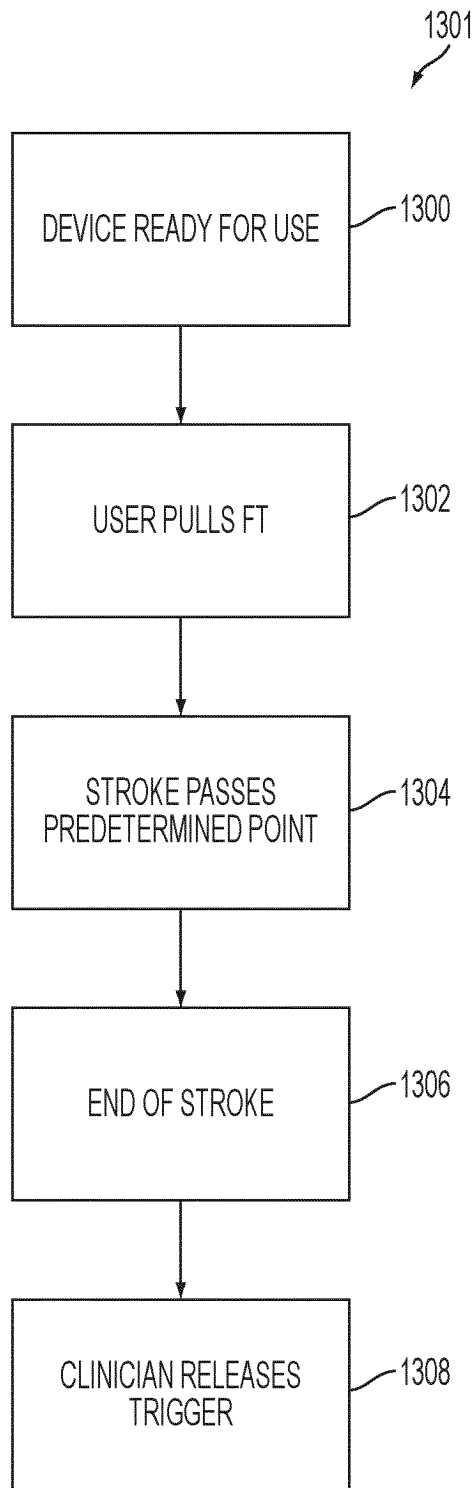 1301
DEVICE READY FOR USE
1300
USER PULLS FT
1302
STROKE PASSES
PREDETERMINED POINT
1304
END OF STROKE
1306
CLINICIAN RELEASES
TRIGGER
1308